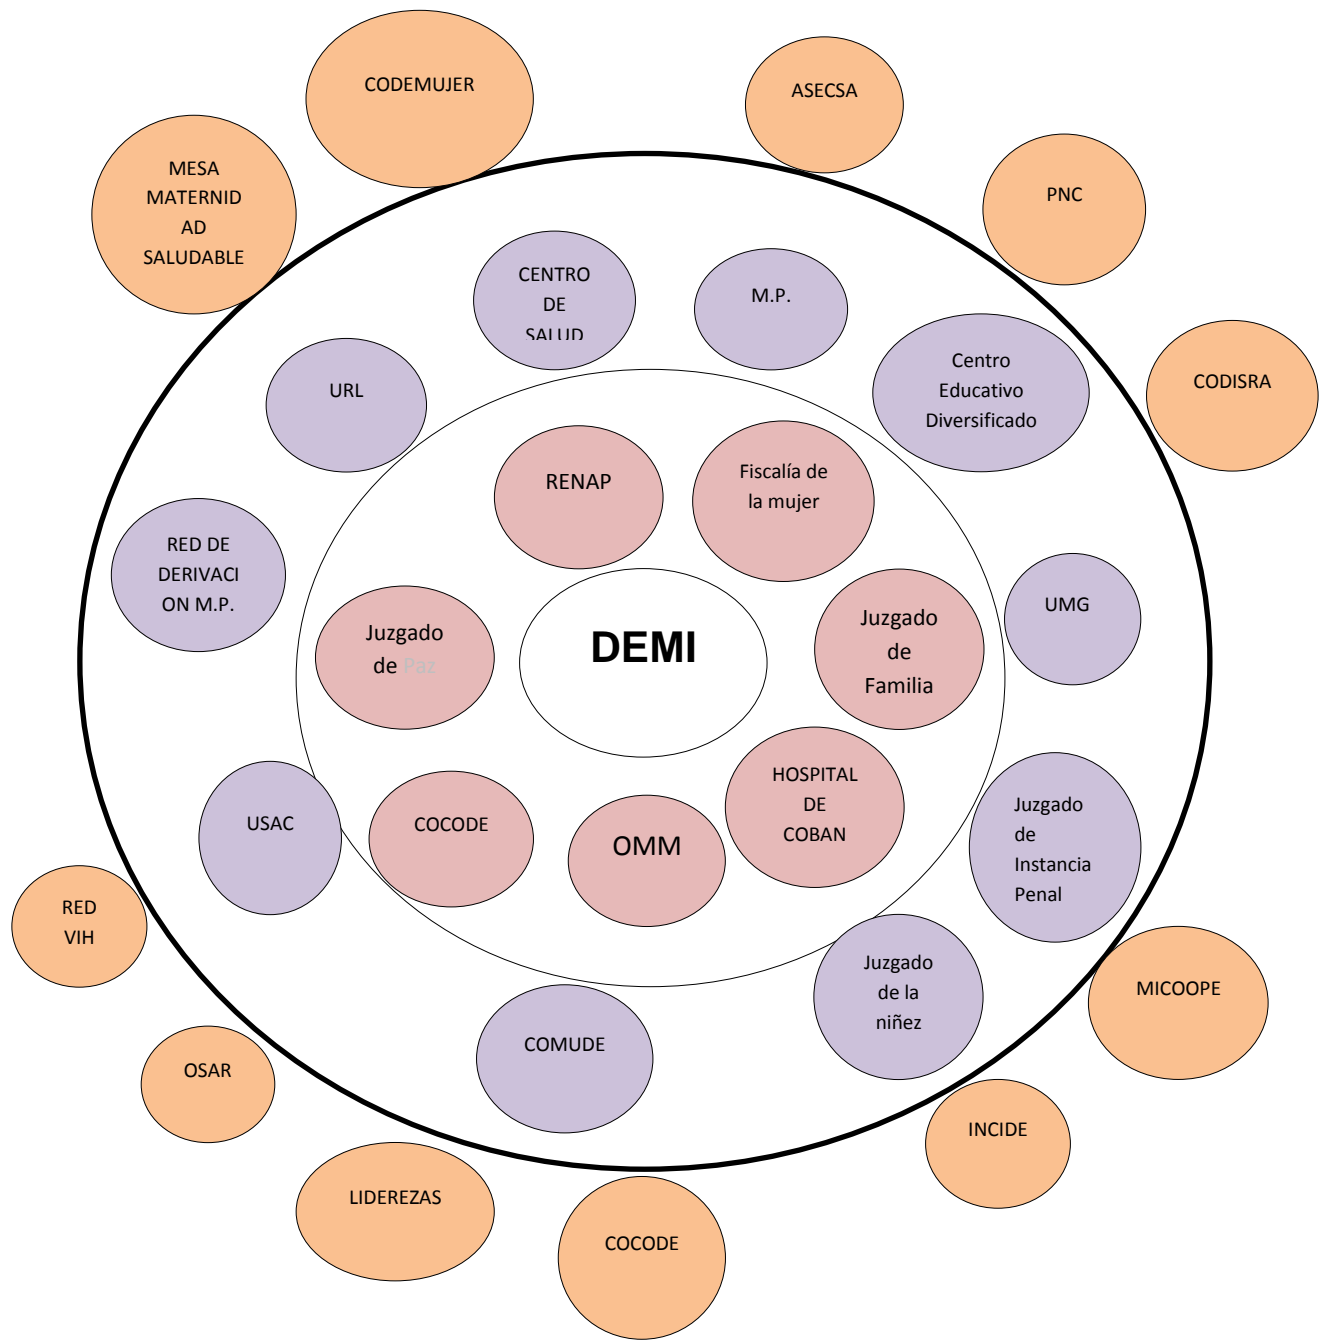 CODEMUJER
ASECSA
MESA
MATERNID
AD
SALUDABLE
PNC
CENTRO
DE
SALUD
M.P.
Centro
Educativo
Diversificado
URL
CODISRA
RENAP
Fiscalía de
la mujer
RED DE
DERIVACI
ON M.P.
UMG
Juzgado
de Paz
DEMI
Juzgado
de
Familia
HOSPITAL
DE
COBAN
USAC
COCODE
OMM
Juzgado
de
Instancia
Penal
RED
VIH
Juzgado
de la
niñez
MICOOPE
COMUDE
OSAR
INCIDE
LIDEREZAS
COCODE